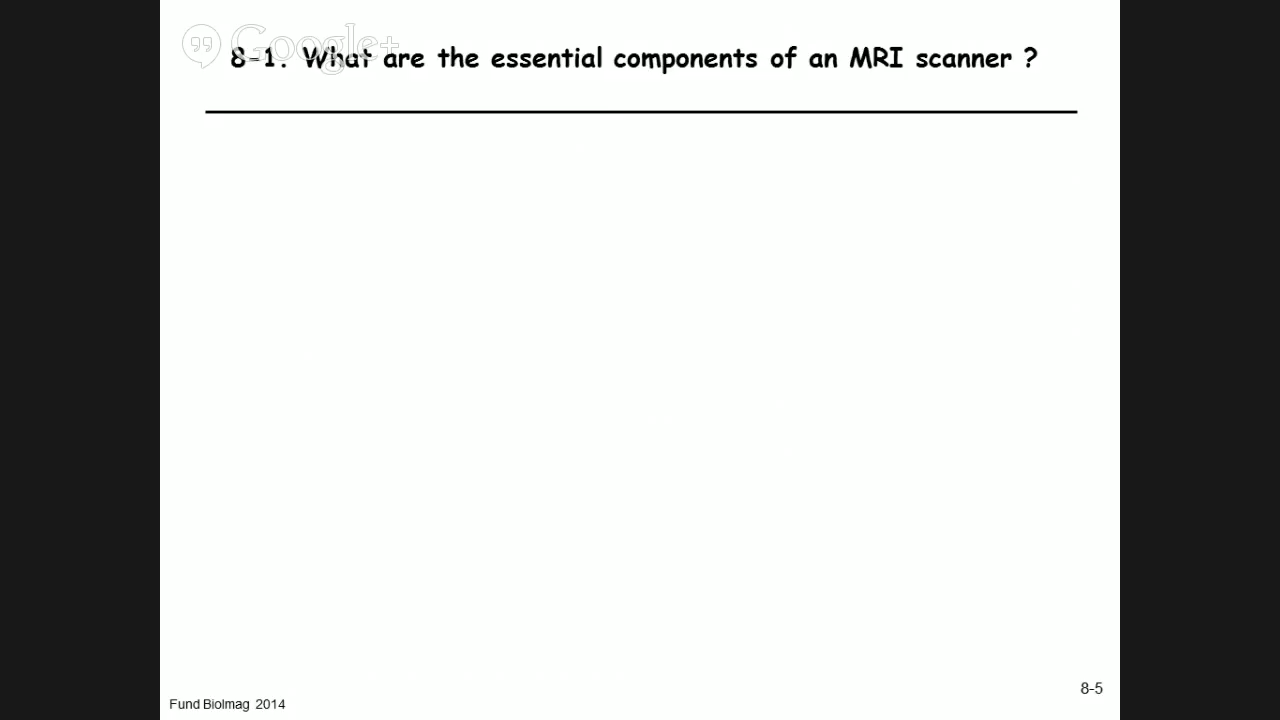 Google+
8-1. What are the essential components of an MRI scanner ?
8-5
Fund BioImag 2014